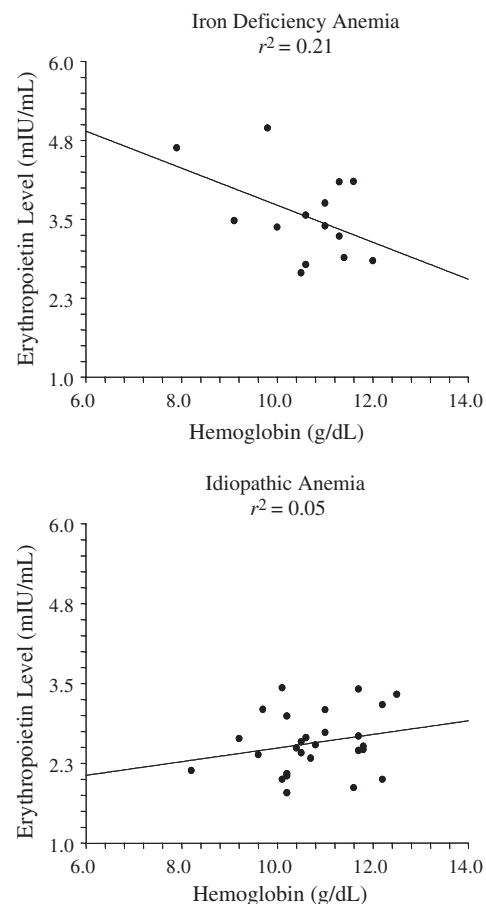 Iron Deficiency Anemia
r² = 0.21
Erythropoietin Level (mIU/mL)
6.0
4.8
3.5
2.3
1.0
6.0 8.0 10.0 12.0 14.0
Hemoglobin (g/dL)
Idiopathic Anemia
r² = 0.05
Erythropoietin Level (mIU/mL)
6.0
4.8
3.5
2.3
1.0
6.0 8.0 10.0 12.0 14.0
Hemoglobin (g/dL)